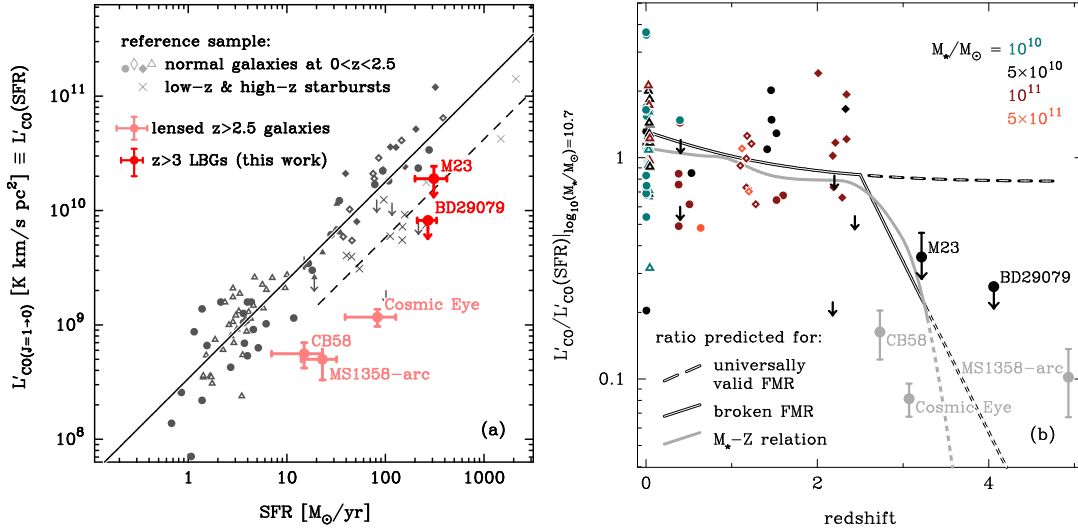 reference sample:
normal galaxies at 0<z<2.5
low-z & high-z starbursts
lensed z>2.5 galaxies
z>3 LBGs (this work)
M23
BD29079
Cosmic Eye
CB58
MS1358-arc
(a)
10¹¹
10¹⁰
10⁹
10⁸
0.1
1
10
100
1000
SFR [M☉/yr]
L′CO(J=1→0) [K km/s pc²] ≡ L′CO(SFR)
M★/M☉ = 10¹⁰
5×10¹⁰
10¹¹
5×10¹¹
M23
BD29079
CB58
MS1358-arc
Cosmic Eye
ratio predicted for:
universally
valid FMR
broken FMR
M★−Z relation
(b)
1
0.1
0
2
4
redshift
L′CO/L′CO(SFR)|log₁₀(M★/M☉)=10.7